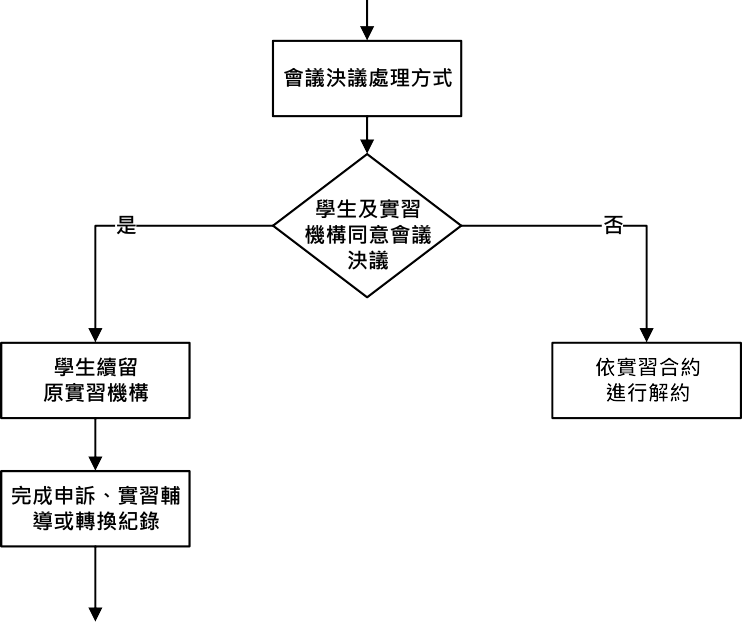 會議決議處理方式
學生及實習
機構同意會議
決議
是
否
學生續留
原實習機構
依實習合約
進行解約
完成申訴、實習輔
導或轉換紀錄